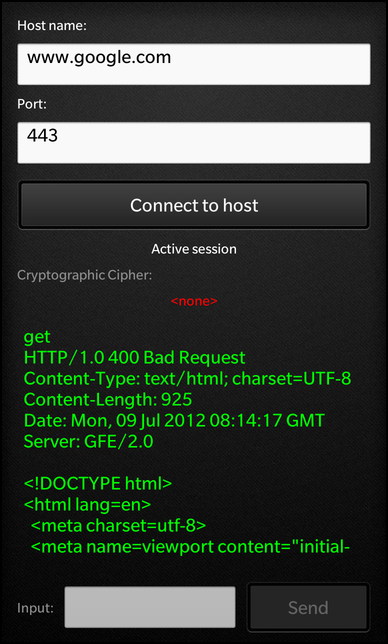 Host name:
www.google.com
Port:
443
Connect to host
Active session
Cryptographic Cipher:
<none>
get
HTTP/1.0 400 Bad Request
Content-Type: text/html; charset=UTF-8
Content-Length: 925
Date: Mon, 09 Jul 2012 08:14:17 GMT
Server: GFE/2.0
<!DOCTYPE html>
<html lang=en>
<meta charset=utf-8>
<meta name=viewport content="initial-
Input:
Send